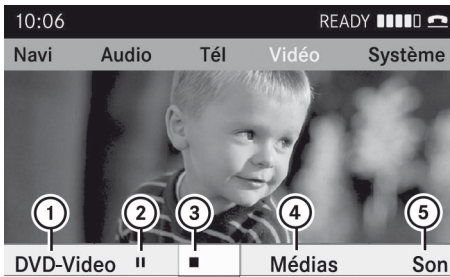 10:06 READY
Navi Audio Tél Vidéo Système
1 2 3 4 5
DVD-Video Médias Son